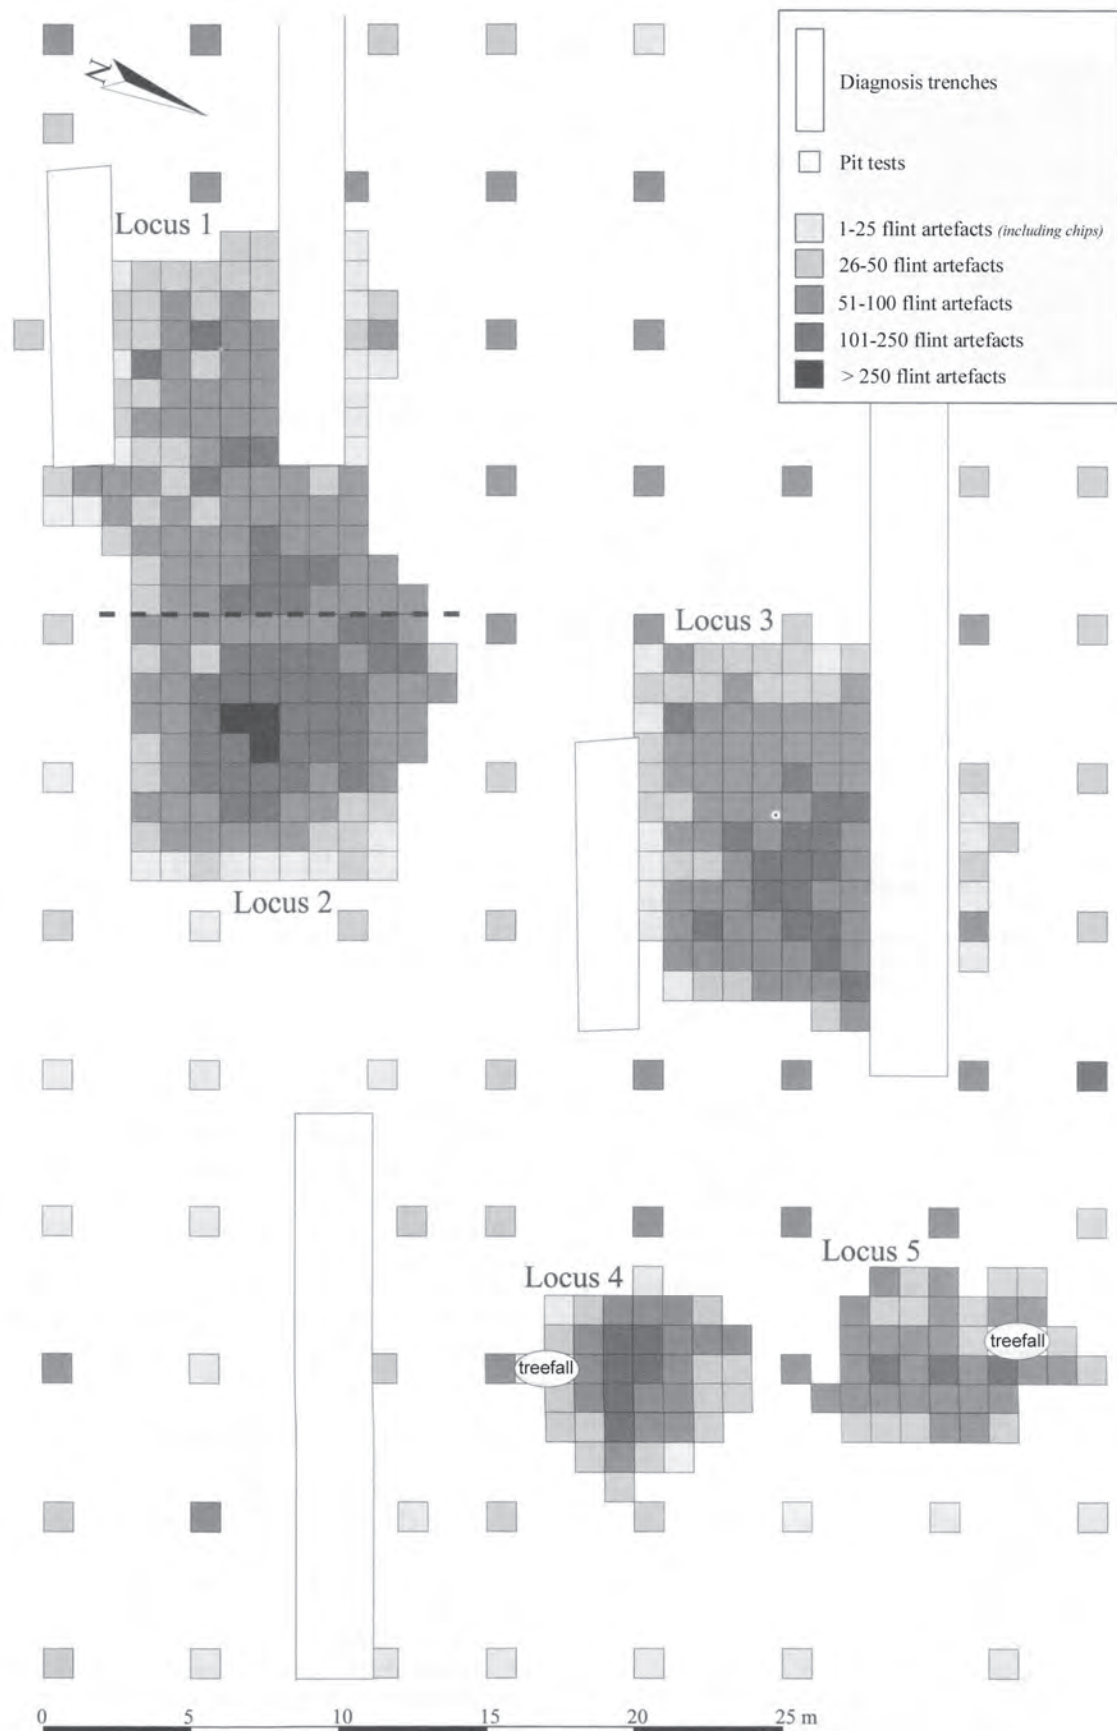 N
Diagnosis trenches
Pit tests
1-25 flint artefacts (including chips)
26-50 flint artefacts
51-100 flint artefacts
101-250 flint artefacts
> 250 flint artefacts
Locus 1
Locus 3
Locus 2
Locus 5
Locus 4
treefall
treefall
0 5 10 15 20 25 m